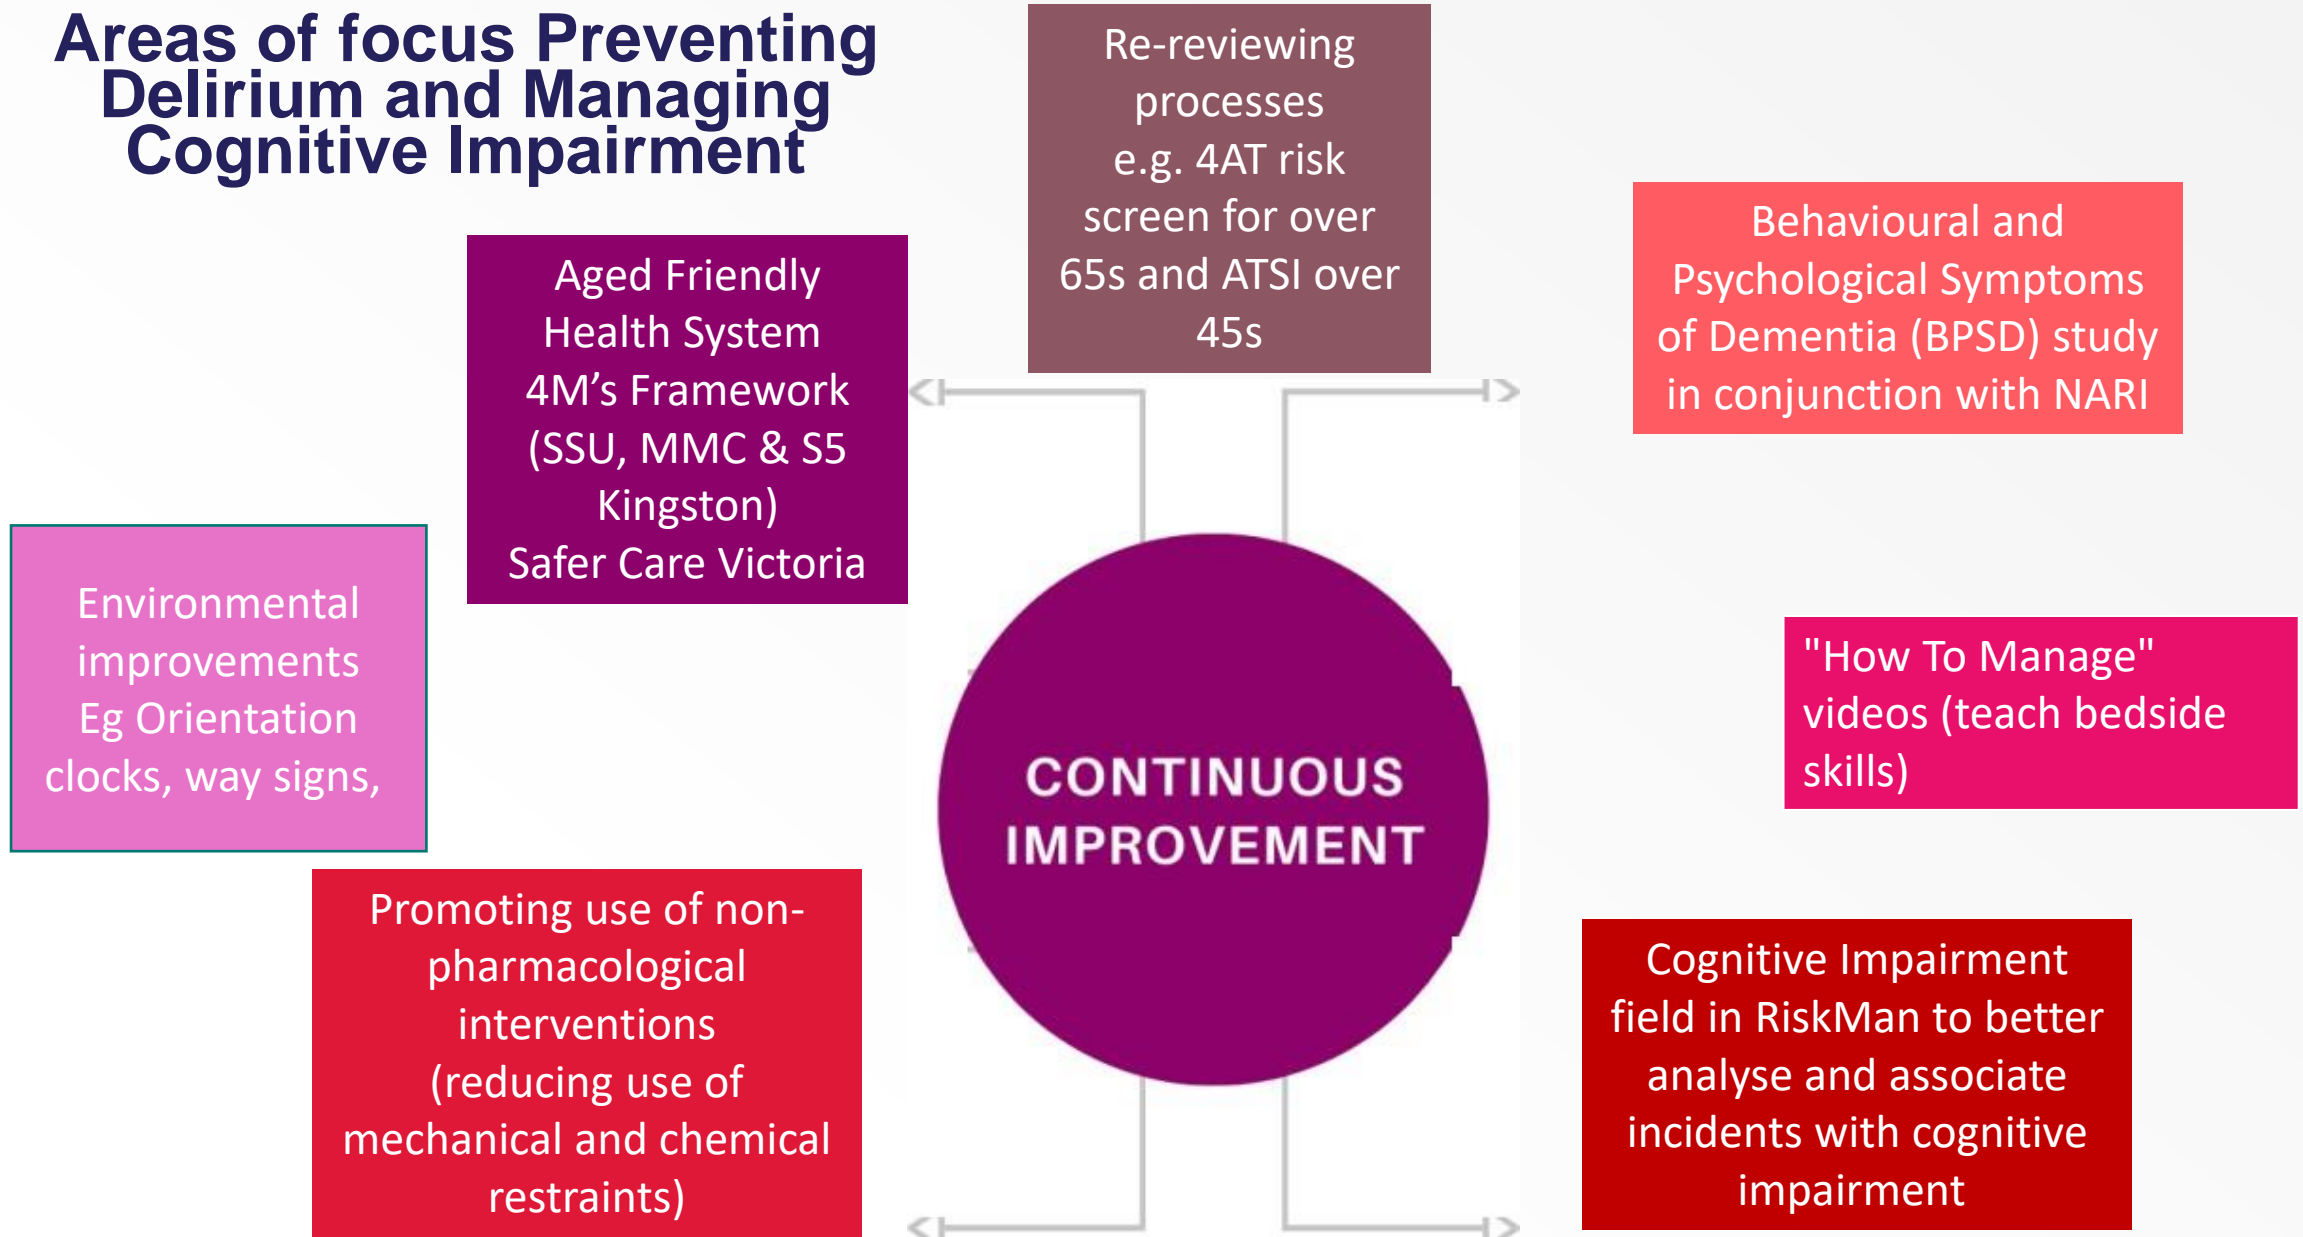 Areas of focus Preventing
Delirium and Managing
Cognitive Impairment
Re-reviewing
processes
e.g. 4AT risk
screen for over
65s and ATSI over
45s
Behavioural and
Psychological Symptoms
of Dementia (BPSD) study
in conjunction with NARI
Aged Friendly
Health System
4M’s Framework
(SSU, MMC & S5
Kingston)
Safer Care Victoria
Environmental
improvements
Eg Orientation
clocks, way signs,
"How To Manage"
videos (teach bedside
skills)
CONTINUOUS
IMPROVEMENT
Promoting use of non-
pharmacological
interventions
(reducing use of
mechanical and chemical
restraints)
Cognitive Impairment
field in RiskMan to better
analyse and associate
incidents with cognitive
impairment